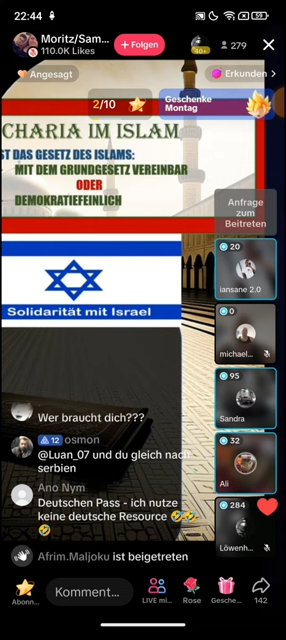 22:44
59
Moritz/Sam...
110.0K Likes
+ Folgen
40+
279
Angesagt
Erkunden >
2/10
Geschenke
Montag
CHARIA IM ISLAM
ST DAS GESETZ DES ISLAMS:
MIT DEM GRUNDGESETZ VEREINBAR
ODER
DEMOKRATIEFEINLICH
Anfrage
zum
Beitreten
20
iansane 2.0
Solidarität mit Israel
0
michael...
95
Sandra
Wer braucht dich???
12 osmon
@Luan_07 und du gleich nach
serbien
32
Ali
Ano Nym
Deutschen Pass - ich nutze
keine deutsche Resource 🤣🤣
🤣
284
Löwenh...
Afrim.Maljoku ist beigetreten
Kommentar...
Abonn...
LIVE mi...
Rose
Gesche...
142